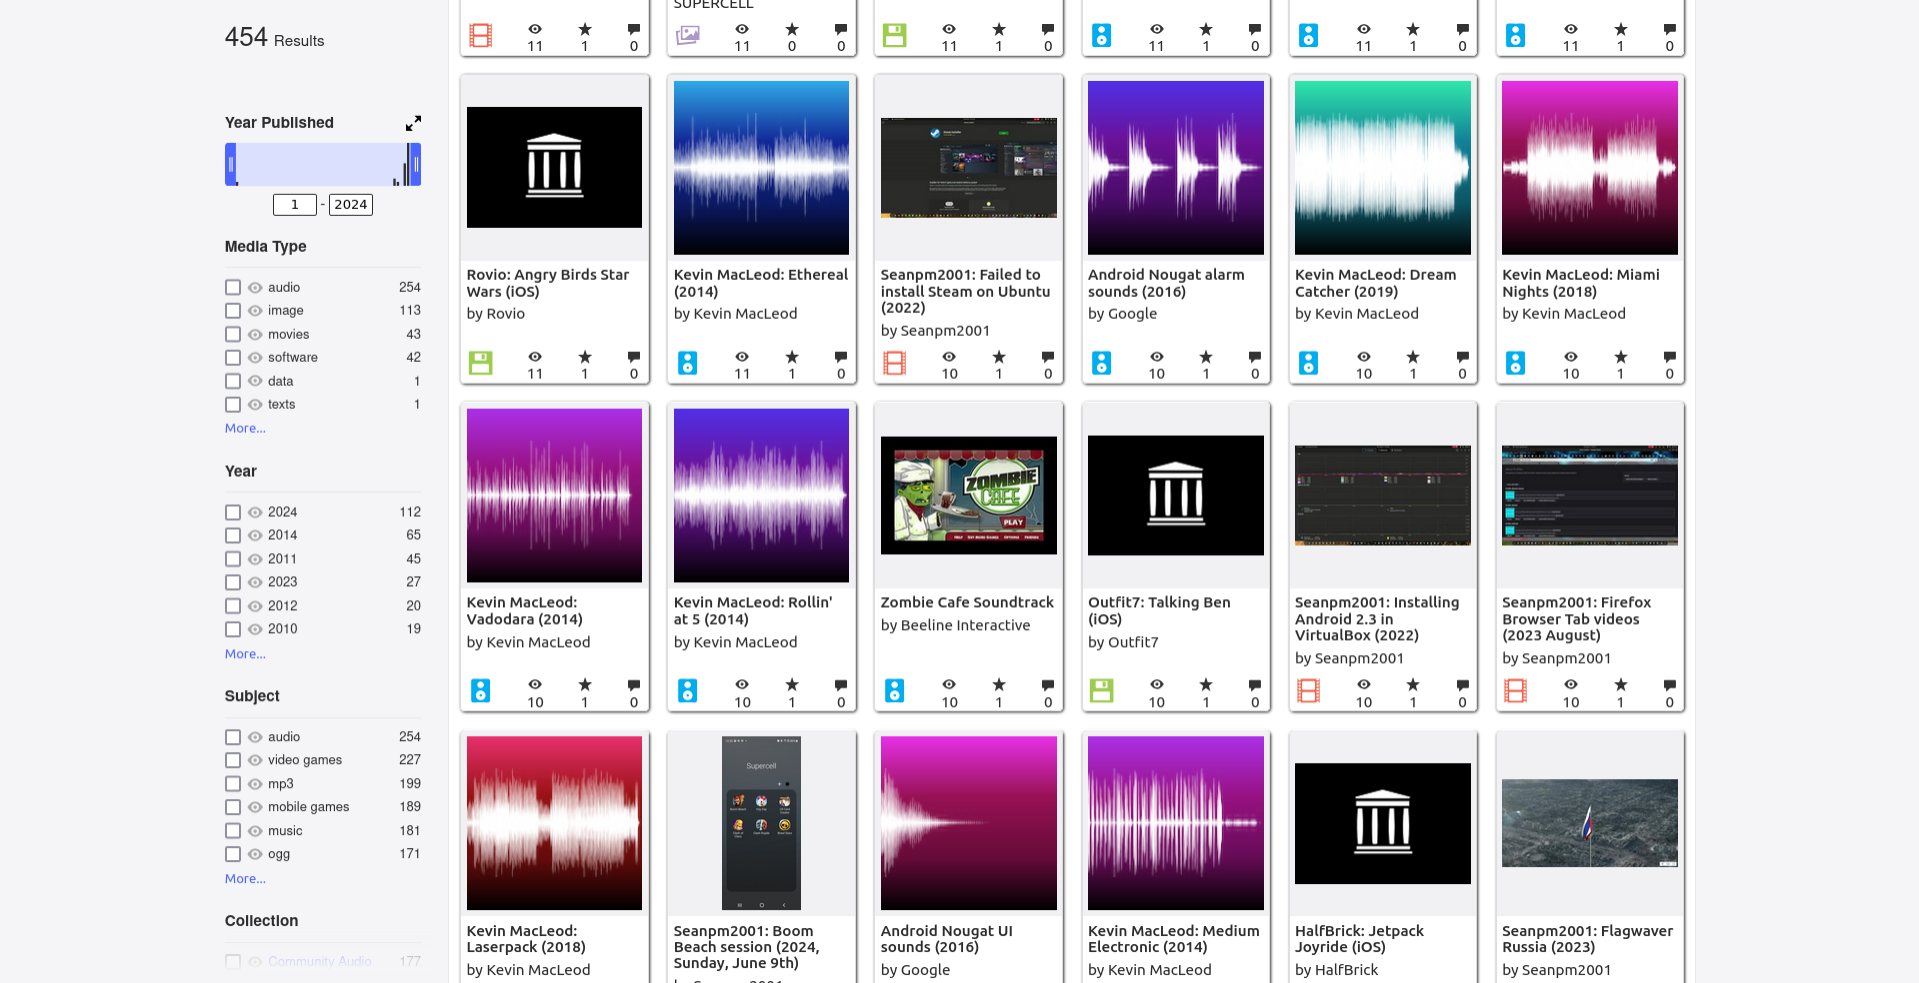 454 Results
Year Published
1 - 2024
Media Type
audio 254
image 113
movies 43
software 42
data 1
texts 1
More...
Year
2024 112
2014 65
2011 45
2023 27
2012 20
2010 19
More...
Subject
audio 254
video games 227
mp3 199
mobile games 189
music 181
ogg 171
More...
Collection
Community Audio 177
SUPERCELL
11 1 0
11 0 0
11 1 0
11 1 0
11 1 0
11 1 0
Rovio: Angry Birds Star
Wars (iOS)
by Rovio
11 1 0
Kevin MacLeod: Ethereal
(2014)
by Kevin MacLeod
11 1 0
Seanpm2001: Failed to
install Steam on Ubuntu
(2022)
by Seanpm2001
10 1 0
Android Nougat alarm
sounds (2016)
by Google
10 1 0
Kevin MacLeod: Dream
Catcher (2019)
by Kevin MacLeod
10 1 0
Kevin MacLeod: Miami
Nights (2018)
by Kevin MacLeod
10 1 0
Kevin MacLeod:
Vadodara (2014)
by Kevin MacLeod
10 1 0
Kevin MacLeod: Rollin'
at 5 (2014)
by Kevin MacLeod
10 1 0
ZOMBIE
CAFE
PLAY
HELP GET MORE GAMES OPTIONS FRIENDS
Zombie Cafe Soundtrack
by Beeline Interactive
10 1 0
Outfit7: Talking Ben
(iOS)
by Outfit7
10 1 0
Seanpm2001: Installing
Android 2.3 in
VirtualBox (2022)
by Seanpm2001
10 1 0
Seanpm2001: Firefox
Browser Tab videos
(2023 August)
by Seanpm2001
10 1 0
Kevin MacLeod:
Laserpack (2018)
by Kevin MacLeod
Supercell
Seanpm2001: Boom
Beach session (2024,
Sunday, June 9th)
by Seanpm2001
Android Nougat UI
sounds (2016)
by Google
Kevin MacLeod: Medium
Electronic (2014)
by Kevin MacLeod
HalfBrick: Jetpack
Joyride (iOS)
by HalfBrick
Seanpm2001: Flagwaver
Russia (2023)
by Seanpm2001